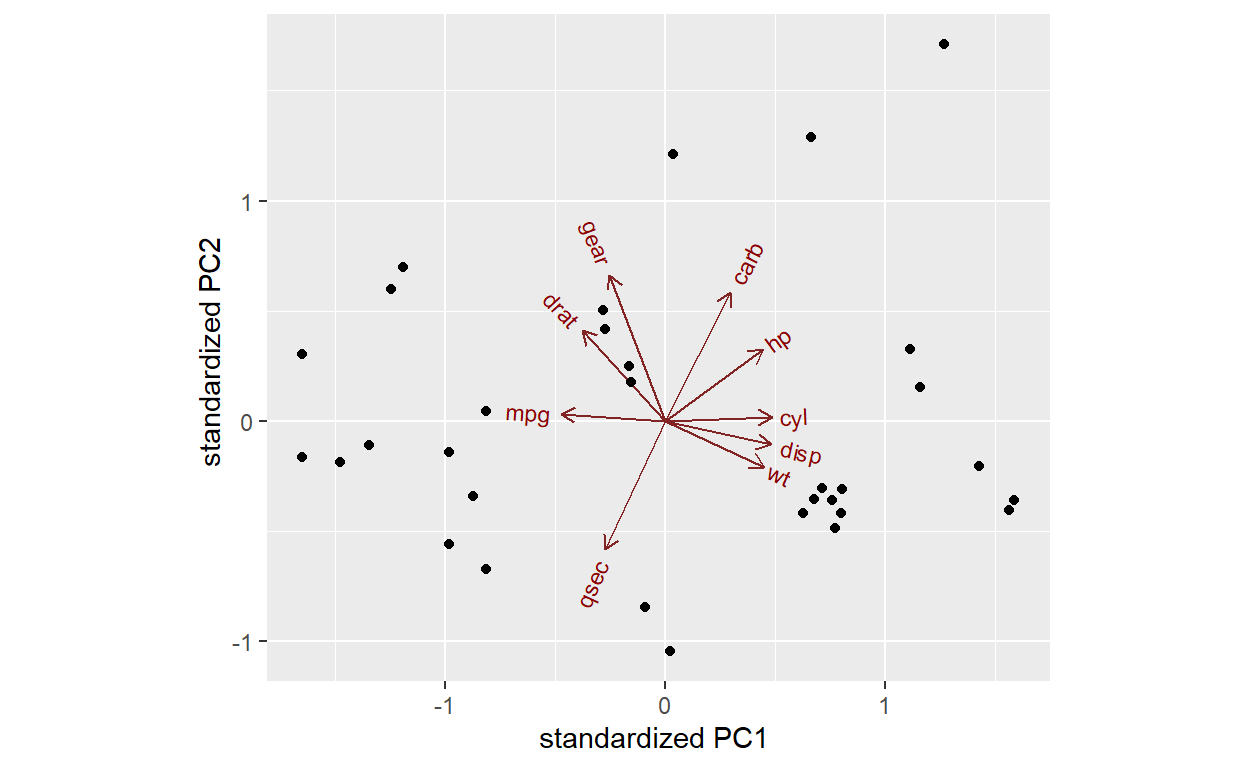 1
0
-1
standardized PC2
gear
carb
drat
hp
mpg
cyl
disp
wt
qsec
-1
0
1
standardized PC1